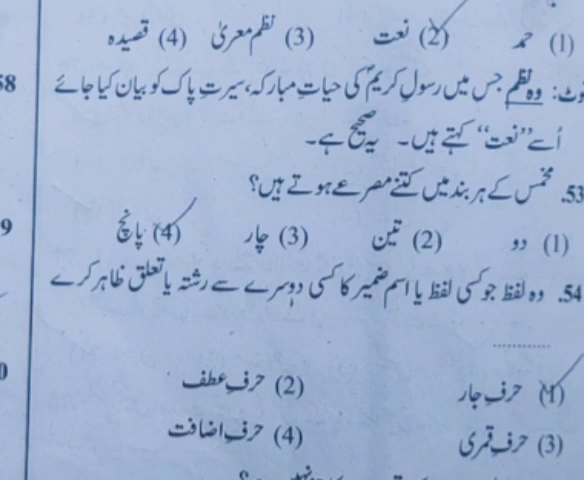 (1) حمد (2) نعت (3) نظم معریٰ (4) قصیدہ
نوٹ: وہ نظم جس میں رسول کریمؐ کی حیات مبارکہ، سیرتِ پاک کو بیان کیا جائے
اُسے ”نعت“ کہتے ہیں۔ یہ صحیح ہے۔
53. مخمس کے ہر بند میں کتنے مصرعے ہوتے ہیں؟
(1) دو (2) تین (3) چار (4) پانچ
54. وہ لفظ جو کسی لفظ یا اسم ضمیر کا کسی دوسرے سے رشتہ یا تعلق ظاہر کرے
............
(1) حرفِ جار (2) حرفِ عطف
(3) حرفِ قمری (4) حرفِ اضافت
58
9
0